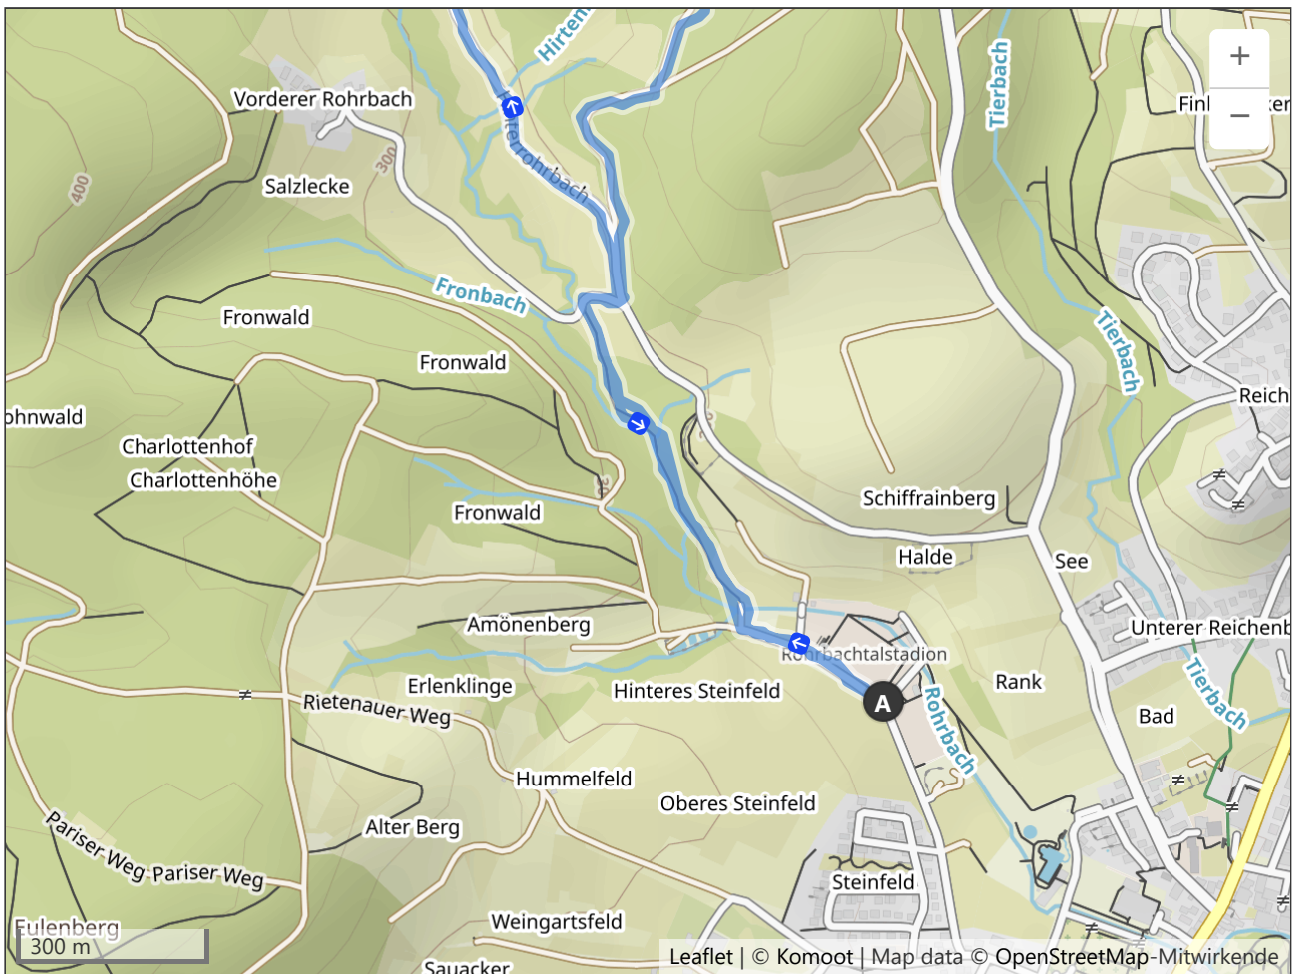 Hirten
Tierbach
+
Vorderer Rohrbach
−
400
300
Salzlecke
Hinterrohrbach
Fronbach
Fronwald
Tierbach
Fronwald
Reich
ohnwald
Charlottenhof
Charlottenhöhe
Schiffrainberg
Fronwald
Halde
See
Amönenberg
Unterer Reichenb
Rohrbachtalstadion
Erlenklinge
Hinteres Steinfeld
Rank
Tierbach
A
Rietenauer Weg
Rohrbach
Bad
Hummelfeld
Oberes Steinfeld
Alter Berg
Pariser Weg
Pariser Weg
Steinfeld
Weingartsfeld
Eulenberg
300 m
Sauacker
Leaflet | © Komoot | Map data © OpenStreetMap-Mitwirkende